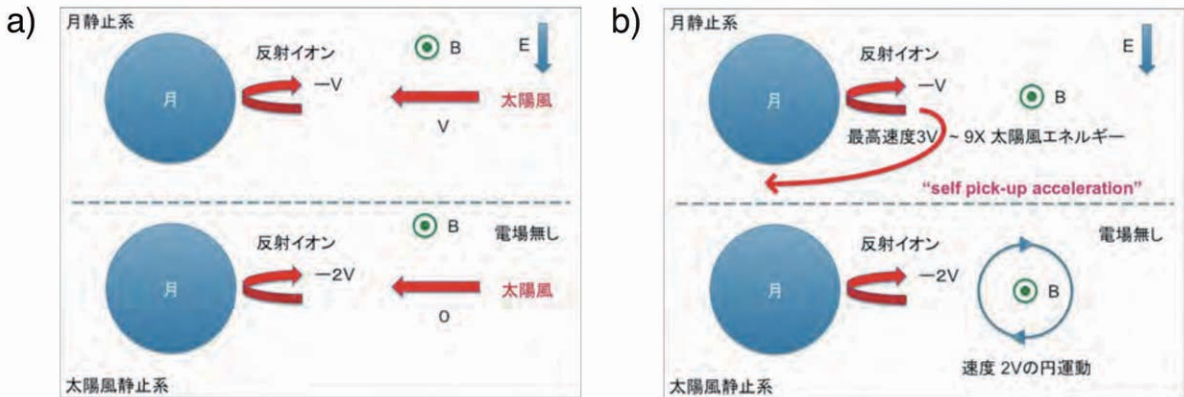 a)
月静止系
反射イオン
B
E
月
－V
太陽風
V
反射イオン
B
電場無し
月
－2V
太陽風
0
太陽風静止系
b)
月静止系
反射イオン
E
月
－V
B
最高速度3V ~ 9X 太陽風エネルギー
"self pick-up acceleration"
反射イオン
電場無し
月
－2V
B
速度 2Vの円運動
太陽風静止系